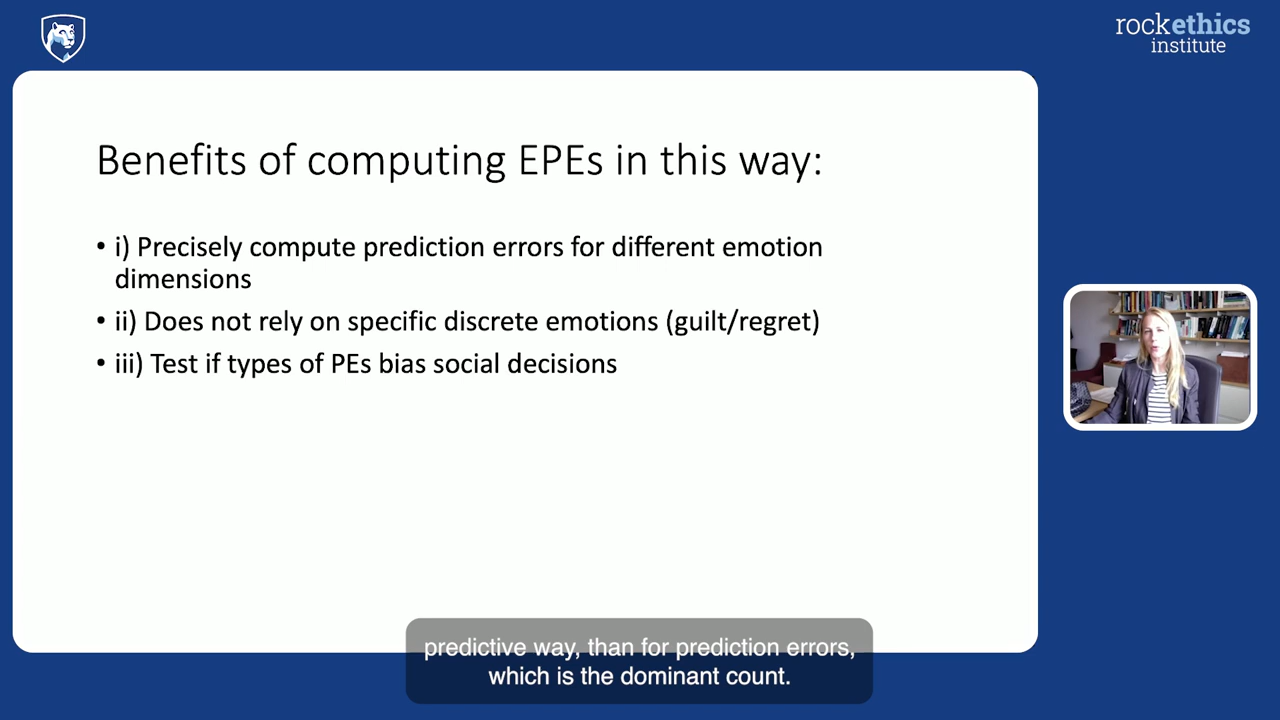 rockethics
institute
Benefits of computing EPEs in this way:
• i) Precisely compute prediction errors for different emotion
dimensions
• ii) Does not rely on specific discrete emotions (guilt/regret)
• iii) Test if types of PEs bias social decisions
predictive way, than for prediction errors,
which is the dominant count.